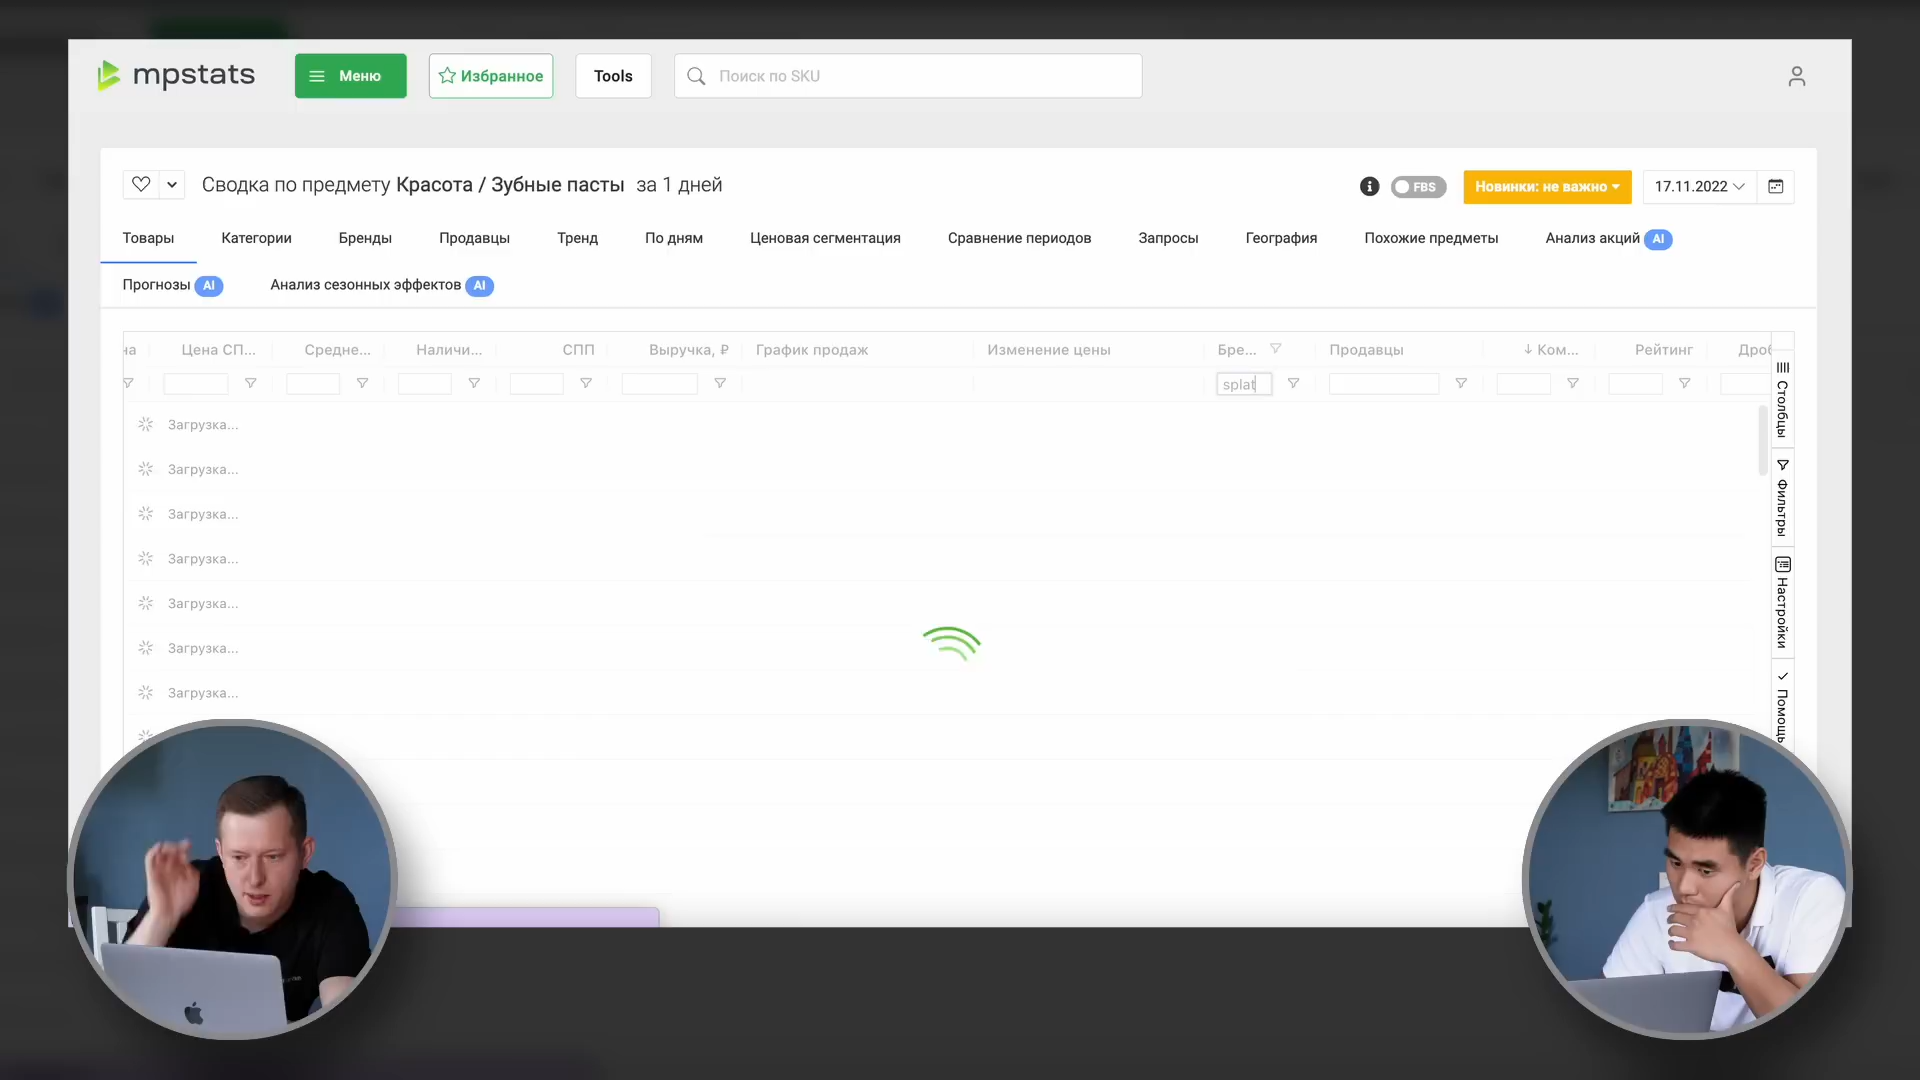 mpstats
Меню
Избранное
Tools
Поиск по SKU
Сводка по предмету Красота / Зубные пасты за 1 дней
FBS
Новинки: не важно
17.11.2022
Товары
Категории
Бренды
Продавцы
Тренд
По дням
Ценовая сегментация
Сравнение периодов
Запросы
География
Похожие предметы
Анализ акций AI
Прогнозы AI
Анализ сезонных эффектов AI
на
Цена СП...
Средне...
Наличи...
СПП
Выручка, ₽
График продаж
Изменение цены
Бре...
Продавцы
↓ Ком...
Рейтинг
Дроб
splat
Загрузка...
Загрузка...
Загрузка...
Загрузка...
Загрузка...
Загрузка...
Загрузка...
Столбцы
Фильтры
Настройки
Помощь